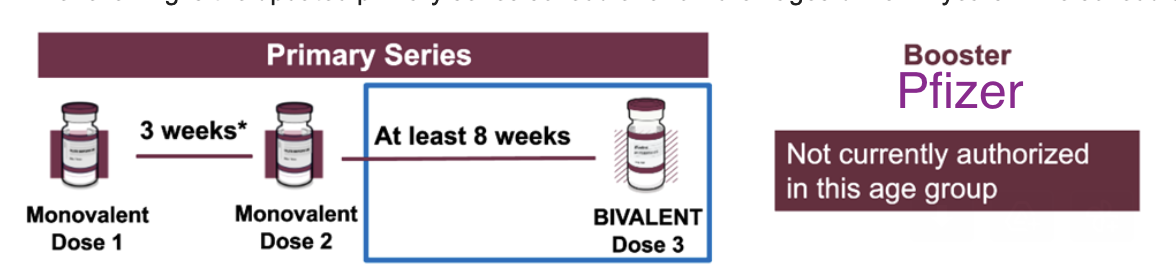 Primary Series
3 weeks*
At least 8 weeks
Monovalent
Dose 1
Monovalent
Dose 2
BIVALENT
Dose 3
Booster
Pfizer
Not currently authorized
in this age group